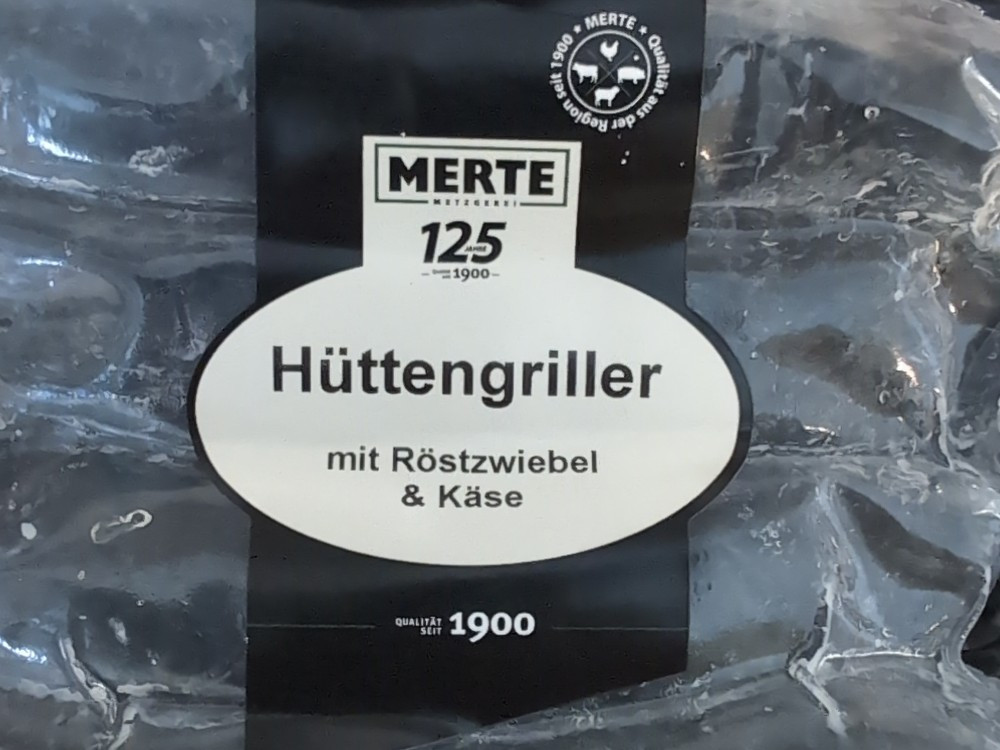 ★ MERTE ★ Qualität aus der Region seit 1900
MERTE
METZGEREI
125
JAHRE
1900
Hüttengriller
mit Röstzwiebel
& Käse
QUALITÄT
SEIT 1900